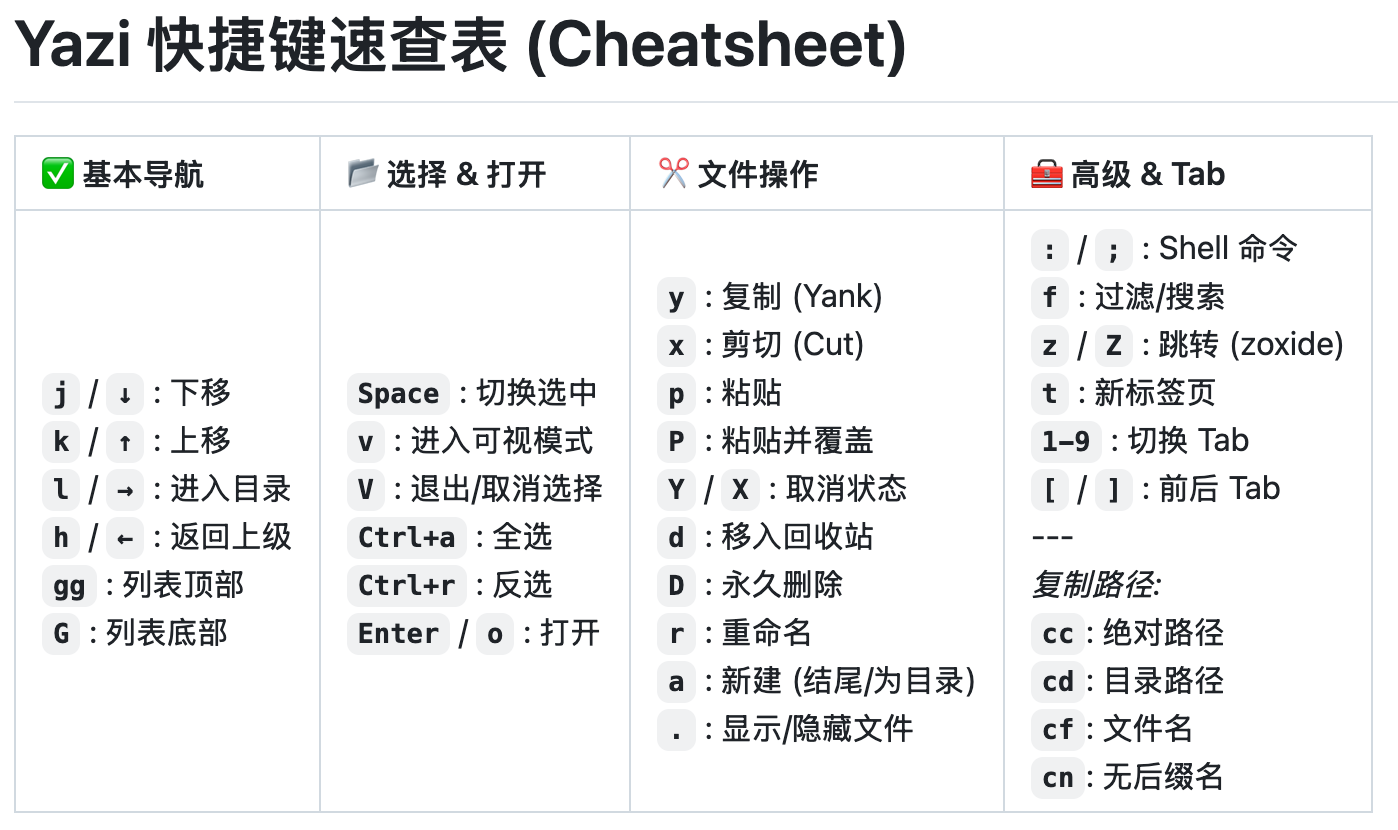 Yazi 快捷键速查表 (Cheatsheet)
✅ 基本导航
j / ↓ : 下移
k / ↑ : 上移
l / → : 进入目录
h / ← : 返回上级
gg : 列表顶部
G : 列表底部
📂 选择 & 打开
Space : 切换选中
v : 进入可视模式
V : 退出/取消选择
Ctrl+a : 全选
Ctrl+r : 反选
Enter / o : 打开
✂️ 文件操作
y : 复制 (Yank)
x : 剪切 (Cut)
p : 粘贴
P : 粘贴并覆盖
Y / X : 取消状态
d : 移入回收站
D : 永久删除
r : 重命名
a : 新建 (结尾/为目录)
. : 显示/隐藏文件
🧰 高级 & Tab
: / ; : Shell 命令
f : 过滤/搜索
z / Z : 跳转 (zoxide)
t : 新标签页
1-9 : 切换 Tab
[ / ] : 前后 Tab
---
复制路径:
cc : 绝对路径
cd : 目录路径
cf : 文件名
cn : 无后缀名